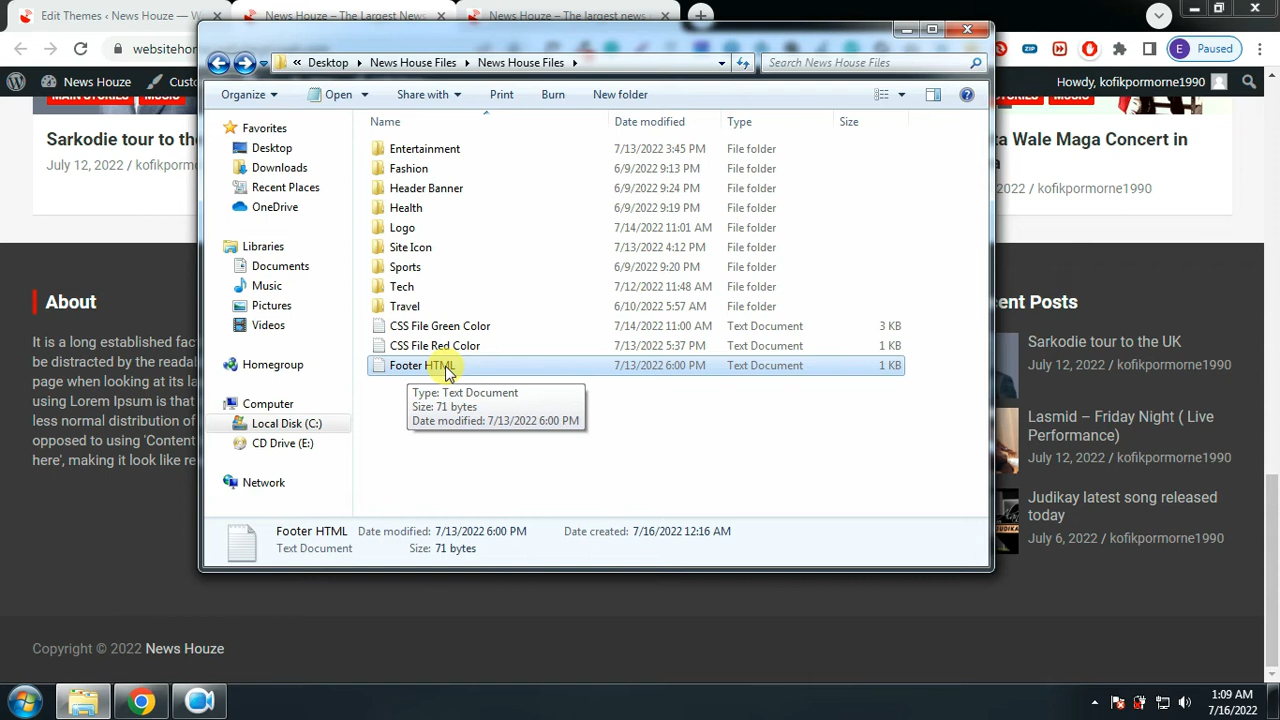 Edit Themes ‹ News Houze — W
News Houze – The Largest News
News Houze – The largest news
websitehor
ZIP
E Paused
News Houze
Custo
Howdy, kofikpormorne1990
« Desktop News House Files News House Files
Search News House Files
Organize Open Share with Print Burn New folder
Name Date modified Type Size
Favorites
Desktop
Downloads
Recent Places
OneDrive
Libraries
Documents
Music
Pictures
Videos
Homegroup
Computer
Local Disk (C:)
CD Drive (E:)
Network
Entertainment 7/13/2022 3:45 PM File folder
Fashion 6/9/2022 9:13 PM File folder
Header Banner 6/9/2022 9:24 PM File folder
Health 6/9/2022 9:19 PM File folder
Logo 7/14/2022 11:01 AM File folder
Site Icon 7/13/2022 4:12 PM File folder
Sports 6/9/2022 9:20 PM File folder
Tech 7/12/2022 11:48 AM File folder
Travel 6/10/2022 5:57 AM File folder
CSS File Green Color 7/14/2022 11:00 AM Text Document 3 KB
CSS File Red Color 7/13/2022 5:37 PM Text Document 1 KB
Footer HTML 7/13/2022 6:00 PM Text Document 1 KB
Type: Text Document
Size: 71 bytes
Date modified: 7/13/2022 6:00 PM
Footer HTML Date modified: 7/13/2022 6:00 PM Date created: 7/16/2022 12:16 AM
Text Document Size: 71 bytes
MAIN STORIES MUSIC
Sarkodie tour to the
July 12, 2022 / kofikpormorne1990
MUSIC
ta Wale Maga Concert in
a
2022 / kofikpormorne1990
About
It is a long established fact
be distracted by the readal
page when looking at its la
using Lorem Ipsum is that
less normal distribution of
opposed to using 'Content
here', making it look like re
cent Posts
Sarkodie tour to the UK
July 12, 2022 / kofikpormorne1990
Lasmid – Friday Night ( Live
Performance)
July 12, 2022 / kofikpormorne1990
Judikay latest song released
today
July 6, 2022 / kofikpormorne1990
Copyright © 2022 News Houze
1:09 AM
7/16/2022